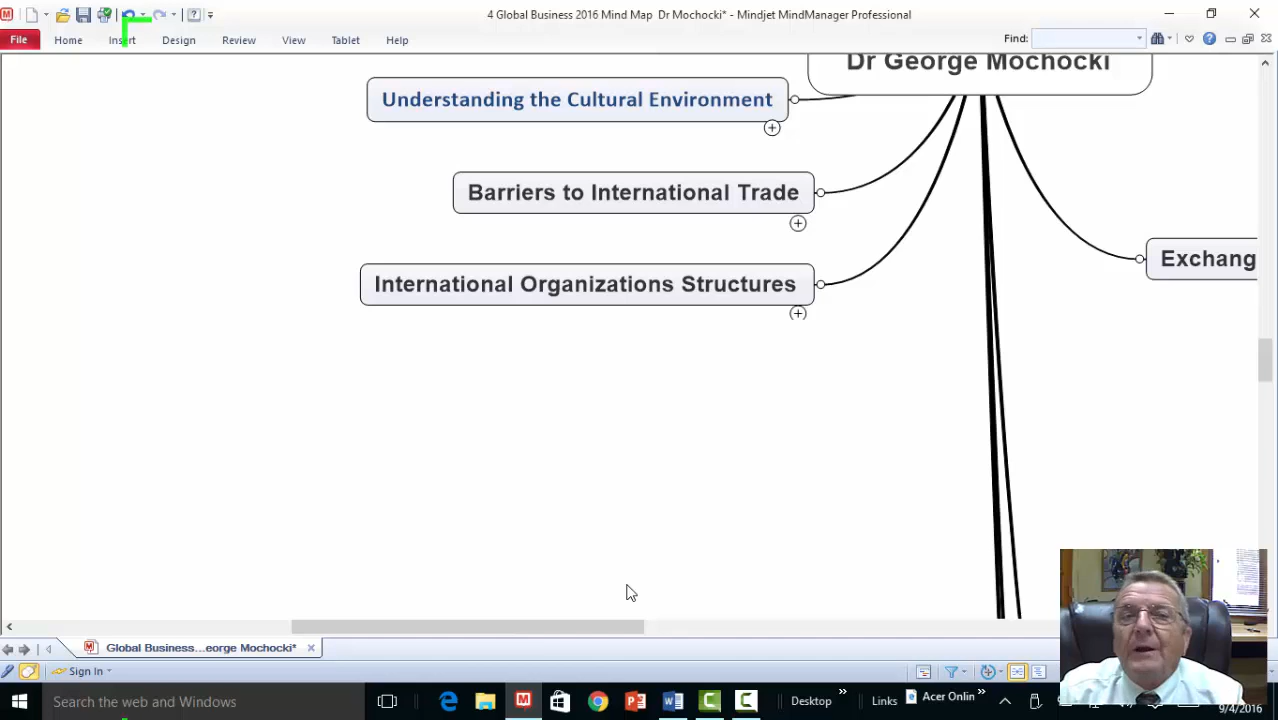 4 Global Business 2016 Mind Map Dr Mochocki* - Mindjet MindManager Professional
File Home Insert Design Review View Tablet Help Find:
Dr George Mochocki
Understanding the Cultural Environment
Barriers to International Trade
International Organizations Structures
Exchang
Global Business...eorge Mochocki*
Sign In
Search the web and Windows
Desktop
Links
Acer Onlin
9/4/2016